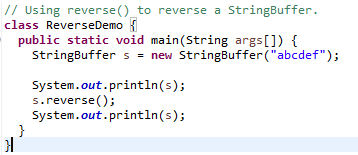 // Using reverse() to reverse a StringBuffer.
class ReverseDemo {
  public static void main(String args[]) {
    StringBuffer s = new StringBuffer("abcdef");

    System.out.println(s);
    s.reverse();
    System.out.println(s);
  }
}